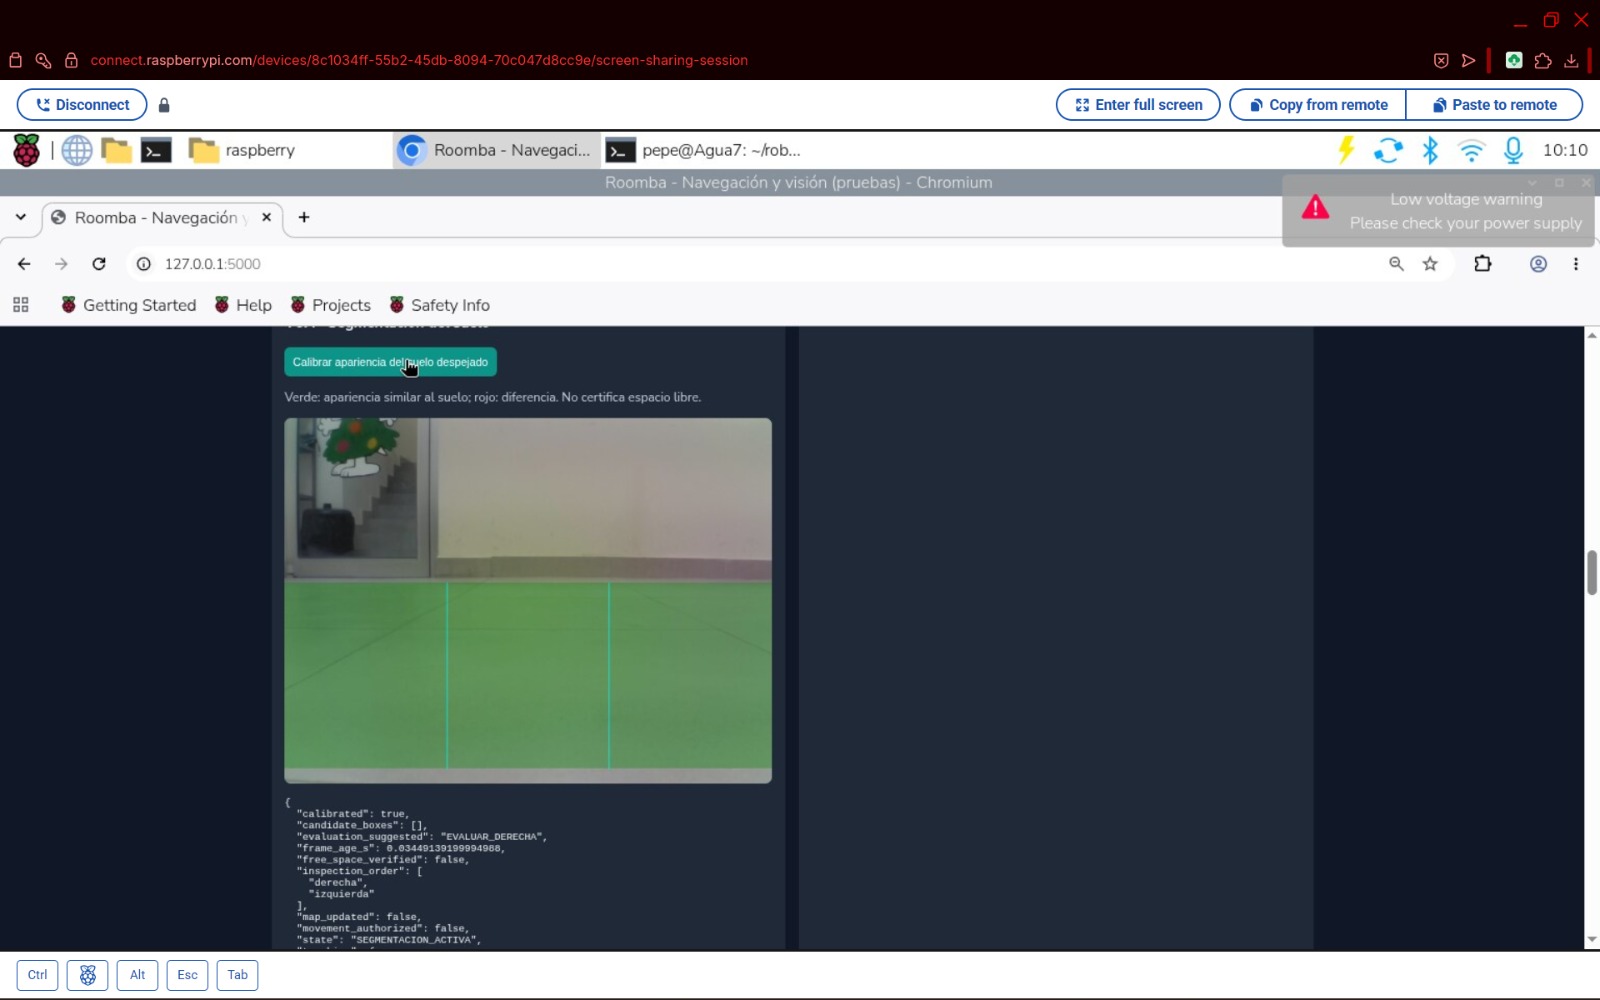 connect.raspberrypi.com/devices/8c1034ff-55b2-45db-8094-70c047d8cc9e/screen-sharing-session
Disconnect
Enter full screen
Copy from remote
Paste to remote
raspberry
Roomba - Navegaci...
pepe@Agua7: ~/rob...
10:10
Roomba - Navegación y visión (pruebas) - Chromium
Low voltage warning
Please check your power supply
Roomba - Navegación y
127.0.0.1:5000
Getting Started
Help
Projects
Safety Info
Calibrar apariencia del suelo despejado
Verde: apariencia similar al suelo; rojo: diferencia. No certifica espacio libre.
{
"calibrated": true,
"candidate_boxes": [],
"evaluation_suggested": "EVALUAR_DERECHA",
"frame_age_s": 0.03449139199994988,
"free_space_verified": false,
"inspection_order": [
"derecha",
"izquierda"
],
"map_updated": false,
"movement_authorized": false,
"state": "SEGMENTACION_ACTIVA",
Ctrl
Alt
Esc
Tab